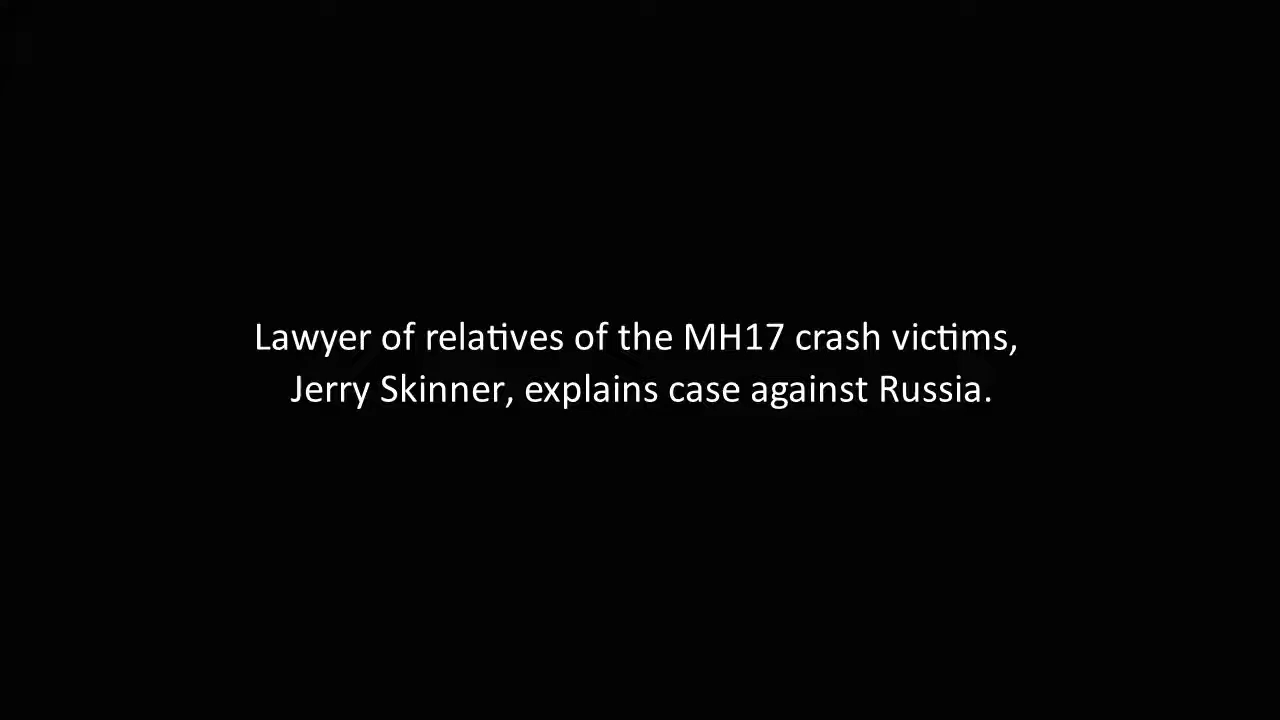 Lawyer of relatives of the MH17 crash victims,
Jerry Skinner, explains case against Russia.